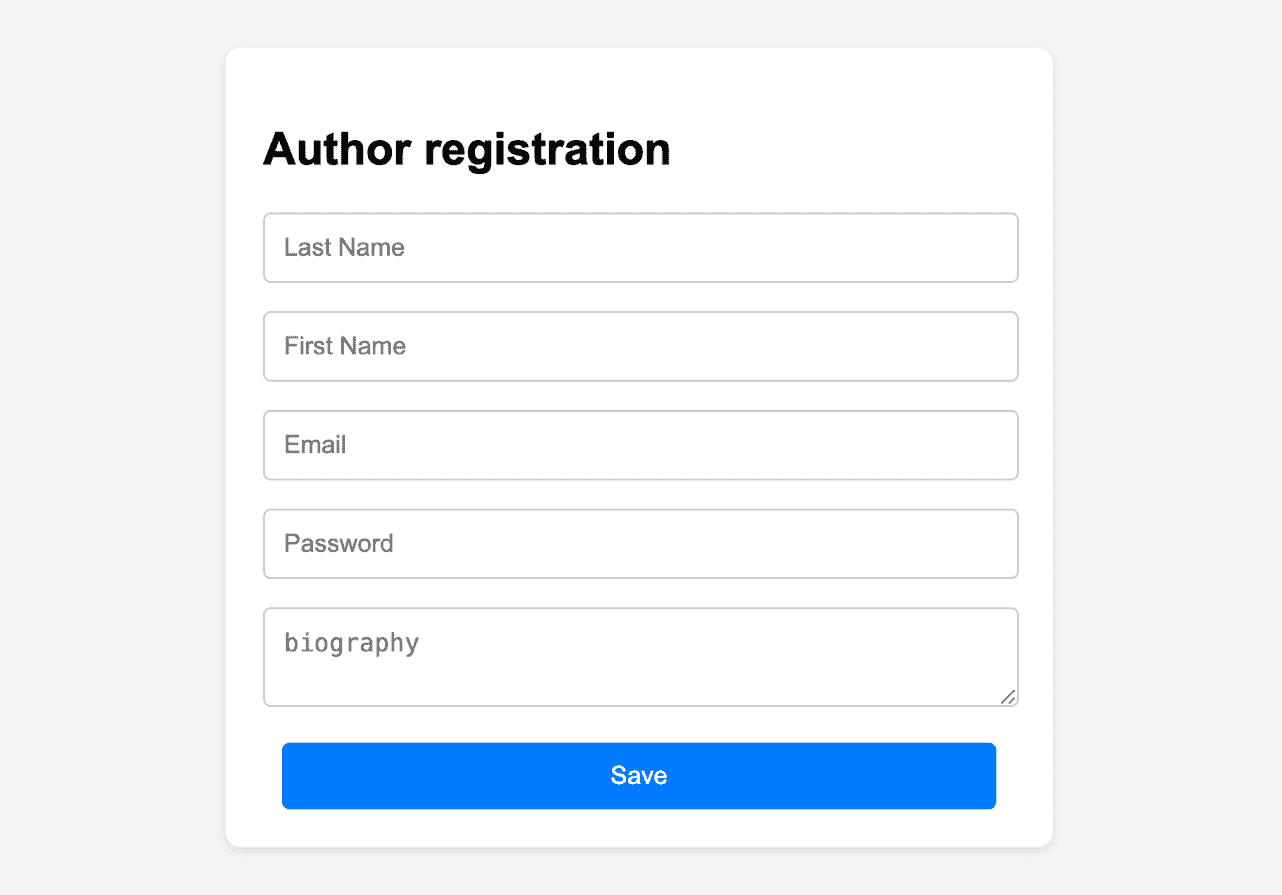 Author registration
Last Name
First Name
Email
Password
biography
Save